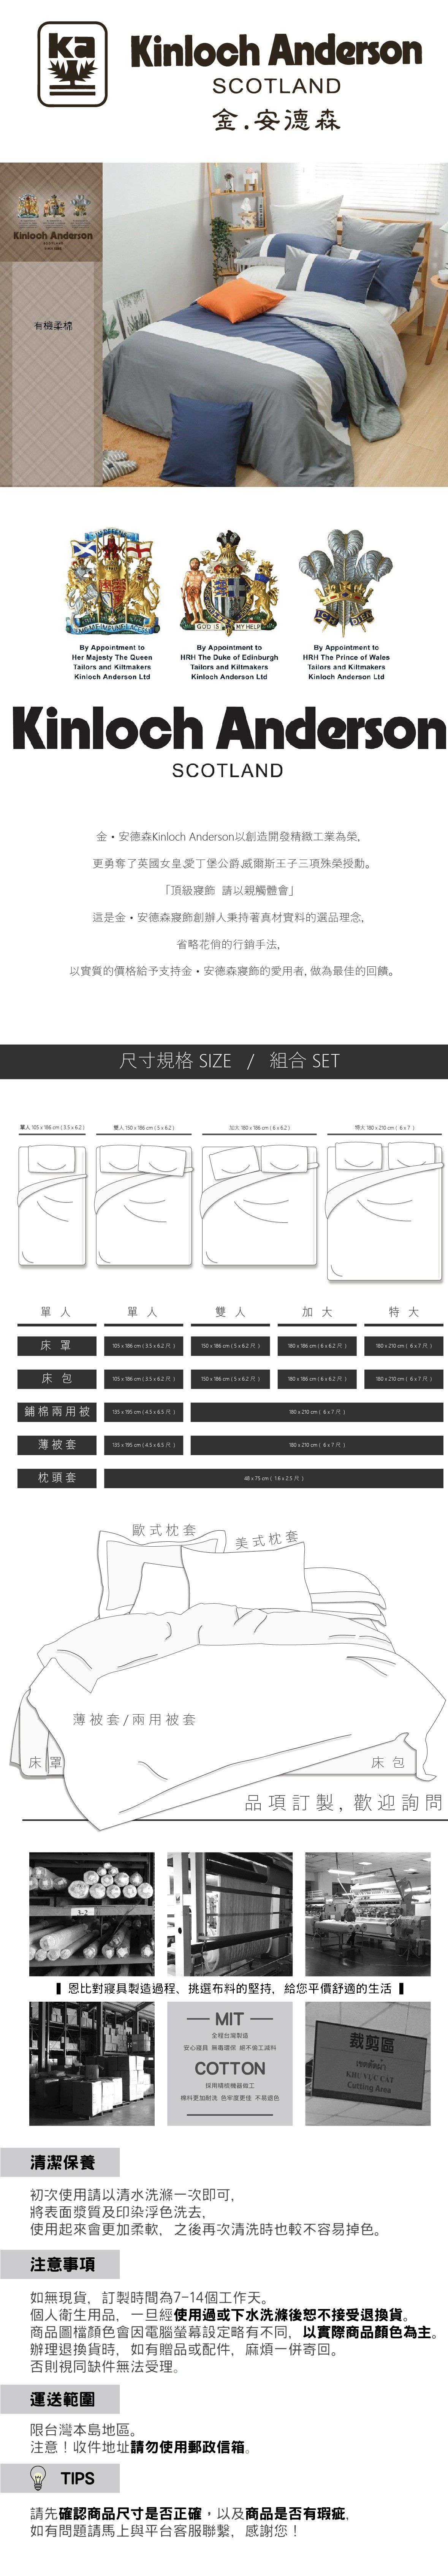 ka
Kinloch Anderson
SCOTLAND
金.安德森
Kinloch Anderson
SCOTLAND
有機柔棉
By Appointment to
Her Majesty The Queen
Tailors and Kiltmakers
Kinloch Anderson Ltd
GOD IS MY HELP
By Appointment to
HRH The Duke of Edinburgh
Tailors and Kiltmakers
Kinloch Anderson Ltd
By Appointment to
HRH The Prince of Wales
Tailors and Kiltmakers
Kinloch Anderson Ltd
Kinloch Anderson
SCOTLAND
金•安德森Kinloch Anderson以創造開發精緻工業為榮,
更勇奪了英國女皇,愛丁堡公爵,威爾斯王子三項殊榮授勳。
「頂級寢飾 請以親觸體會」
這是金•安德森寢飾創辦人秉持著真材實料的選品理念,
省略花俏的行銷手法,
以實質的價格給予支持金•安德森寢飾的愛用者, 做為最佳的回饋。
尺寸規格 SIZE / 組合 SET
單人 105 x 186 cm ( 3.5 x 6.2 )
雙人 150 x 186 cm ( 5 x 6.2 )
加大 180 x 186 cm ( 6 x 6.2 )
特大 180 x 210 cm ( 6 x 7 )
單人 單人 雙人 加大 特大
床罩 105 x 186 cm ( 3.5 x 6.2 尺 ) 150 x 186 cm ( 5 x 6.2 尺 ) 180 x 186 cm ( 6 x 6.2 尺 ) 180 x 210 cm ( 6 x 7 尺 )
床包 105 x 186 cm ( 3.5 x 6.2 尺 ) 150 x 186 cm ( 5 x 6.2 尺 ) 180 x 186 cm ( 6 x 6.2 尺 ) 180 x 210 cm ( 6 x 7 尺 )
鋪棉兩用被 135 x 195 cm ( 4.5 x 6.5 尺 ) 180 x 210 cm ( 6 x 7 尺 )
薄被套 135 x 195 cm ( 4.5 x 6.5 尺 ) 180 x 210 cm ( 6 x 7 尺 )
枕頭套 48 x 75 cm ( 1.6 x 2.5 尺 )
歐式枕套
美式枕套
薄被套/兩用被套
床罩
床包
品項訂製, 歡迎詢問
3-2
恩比對寢具製造過程、挑選布料的堅持, 給您平價舒適的生活
MIT
全程台灣製造
安心寢具 無毒環保 絕不偷工減料
COTTON
採用精梳機器織工
棉料更加耐洗 色牢度更佳 不易退色
裁剪區
เขตตัดผ้า
KHU VỰC CẮT
Cutting Area
清潔保養
初次使用請以清水洗滌一次即可,
將表面漿質及印染浮色洗去,
使用起來會更加柔軟, 之後再次清洗時也較不容易掉色。
注意事項
如無現貨, 訂製時間為7-14個工作天。
個人衛生用品, 一旦經使用過或下水洗滌後恕不接受退換貨。
商品圖檔顏色會因電腦螢幕設定略有不同, 以實際商品顏色為主。
辦理退換貨時, 如有贈品或配件, 麻煩一併寄回。
否則視同缺件無法受理。
運送範圍
限台灣本島地區。
注意！收件地址請勿使用郵政信箱。
TIPS
請先確認商品尺寸是否正確，以及商品是否有瑕疵,
如有問題請馬上與平台客服聯繫, 感謝您！